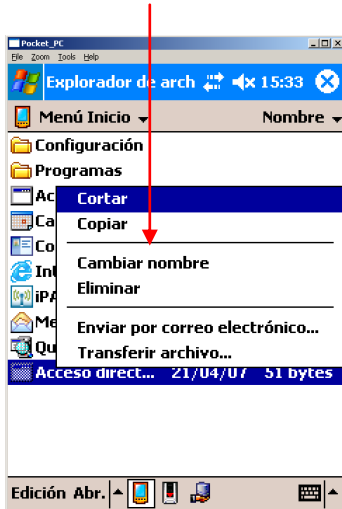 Pocket_PC
File Zoom Tools Help
Explorador de arch 15:33
Menú Inicio Nombre
Configuración
Programas
Ac
Ca
Co
Int
iPA
Me
Qu
Cortar
Copiar
Cambiar nombre
Eliminar
Enviar por correo electrónico...
Transferir archivo...
Acceso direct... 21/04/07 51 bytes
Edición Abr.